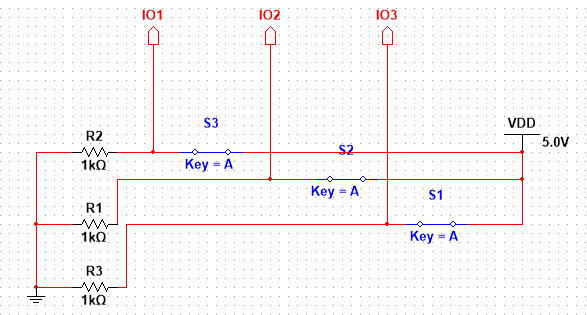 IO1
IO2
IO3
S3
VDD
5.0V
R2
1kΩ
Key = A
S2
Key = A
S1
R1
1kΩ
Key = A
R3
1kΩ